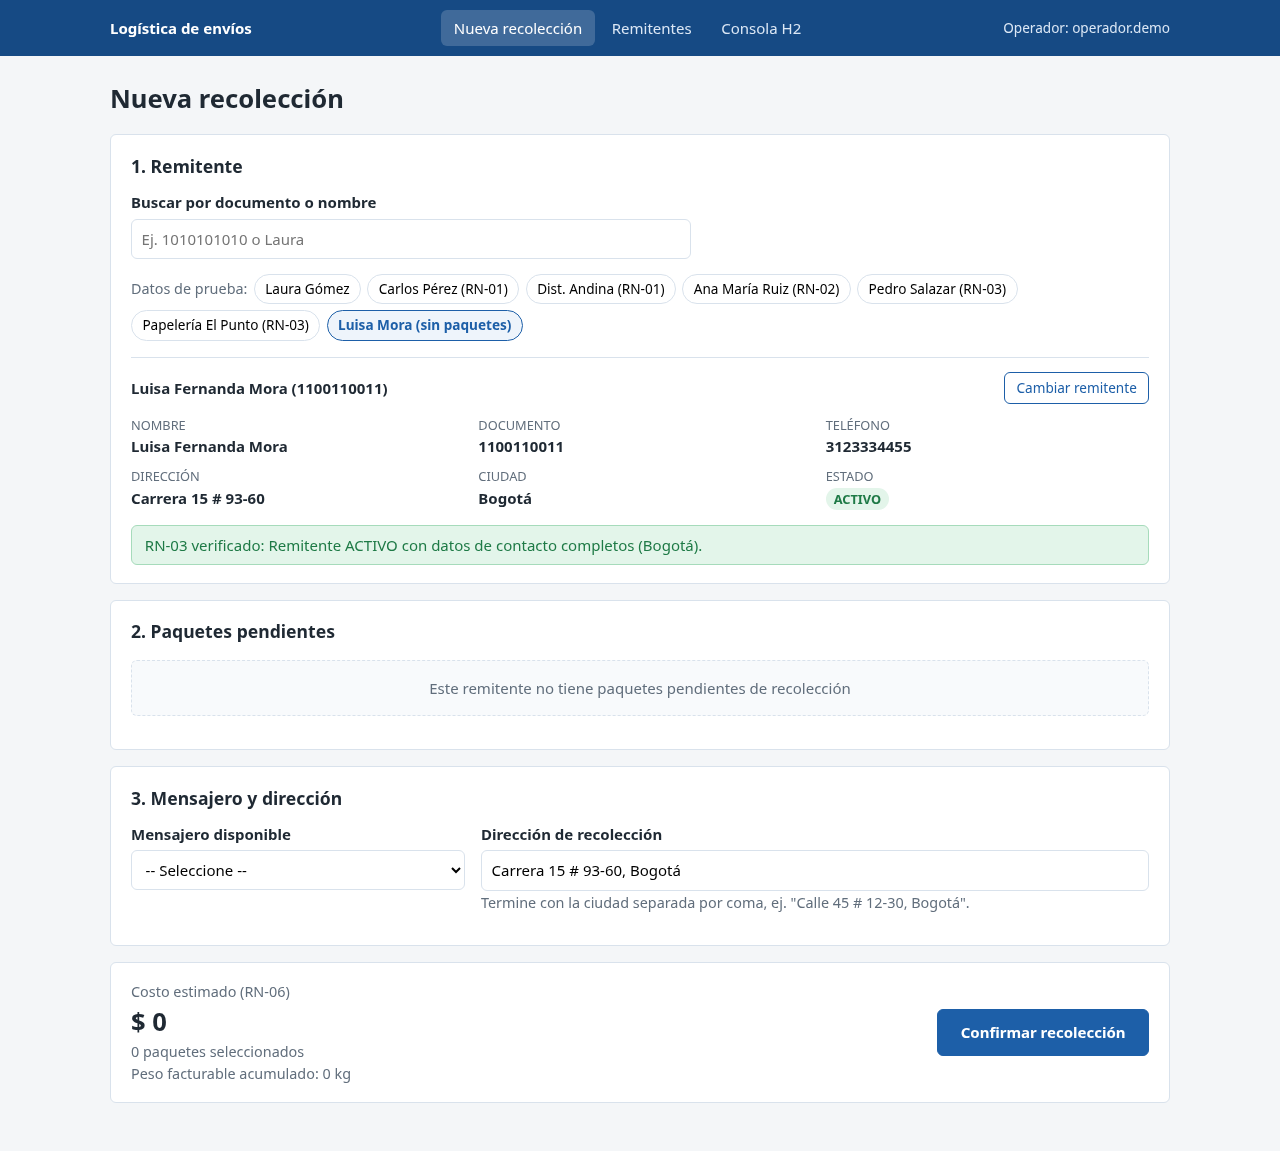 Logística de envíos
Nueva recolección
Remitentes
Consola H2
Operador: operador.demo
Nueva recolección
1. Remitente
Buscar por documento o nombre
Ej. 1010101010 o Laura
Datos de prueba: Laura Gómez Carlos Pérez (RN-01) Dist. Andina (RN-01) Ana María Ruiz (RN-02) Pedro Salazar (RN-03)
Papelería El Punto (RN-03) Luisa Mora (sin paquetes)
Luisa Fernanda Mora (1100110011)
Cambiar remitente
NOMBRE
Luisa Fernanda Mora
DOCUMENTO
1100110011
TELÉFONO
3123334455
DIRECCIÓN
Carrera 15 # 93-60
CIUDAD
Bogotá
ESTADO
ACTIVO
RN-03 verificado: Remitente ACTIVO con datos de contacto completos (Bogotá).
2. Paquetes pendientes
Este remitente no tiene paquetes pendientes de recolección
3. Mensajero y dirección
Mensajero disponible
-- Seleccione --
Dirección de recolección
Carrera 15 # 93-60, Bogotá
Termine con la ciudad separada por coma, ej. "Calle 45 # 12-30, Bogotá".
Costo estimado (RN-06)
$ 0
0 paquetes seleccionados
Peso facturable acumulado: 0 kg
Confirmar recolección